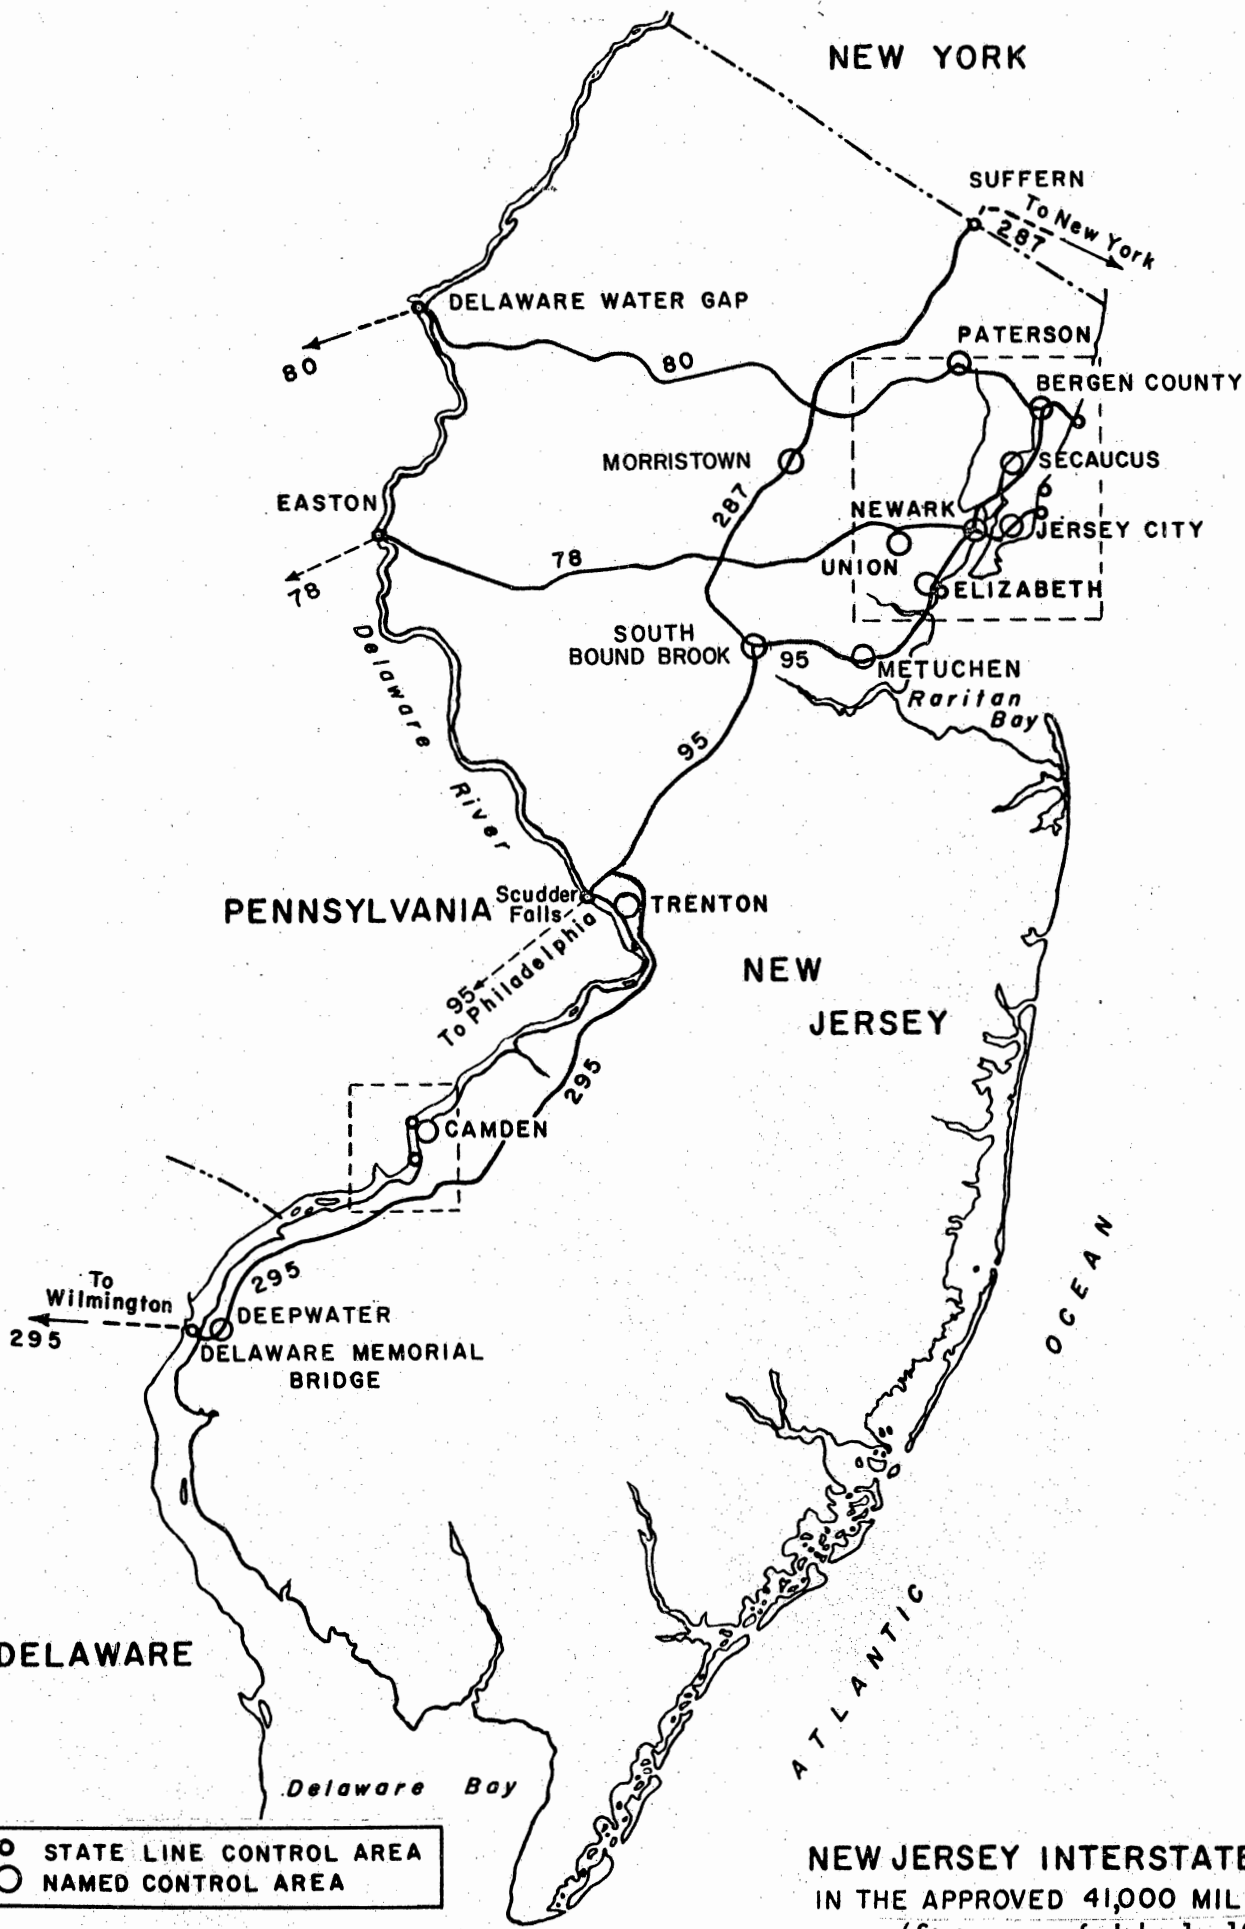 NEW YORK
SUFFERN
To New York
287
DELAWARE WATER GAP
80
80
PATERSON
BERGEN COUNTY
MORRISTOWN
SECAUCUS
EASTON
287
NEWARK
JERSEY CITY
78
78
UNION
ELIZABETH
SOUTH
BOUND BROOK
95
METUCHEN
Raritan
Bay
Delaware
River
95
PENNSYLVANIA
Scudder
Falls
TRENTON
95
To Philadelphia
NEW
JERSEY
295
CAMDEN
To
Wilmington
295
295
DEEPWATER
DELAWARE MEMORIAL
BRIDGE
OCEAN
ATLANTIC
DELAWARE
Delaware Bay
STATE LINE CONTROL AREA
NAMED CONTROL AREA
NEW JERSEY INTERSTATE
IN THE APPROVED 41,000 MIL